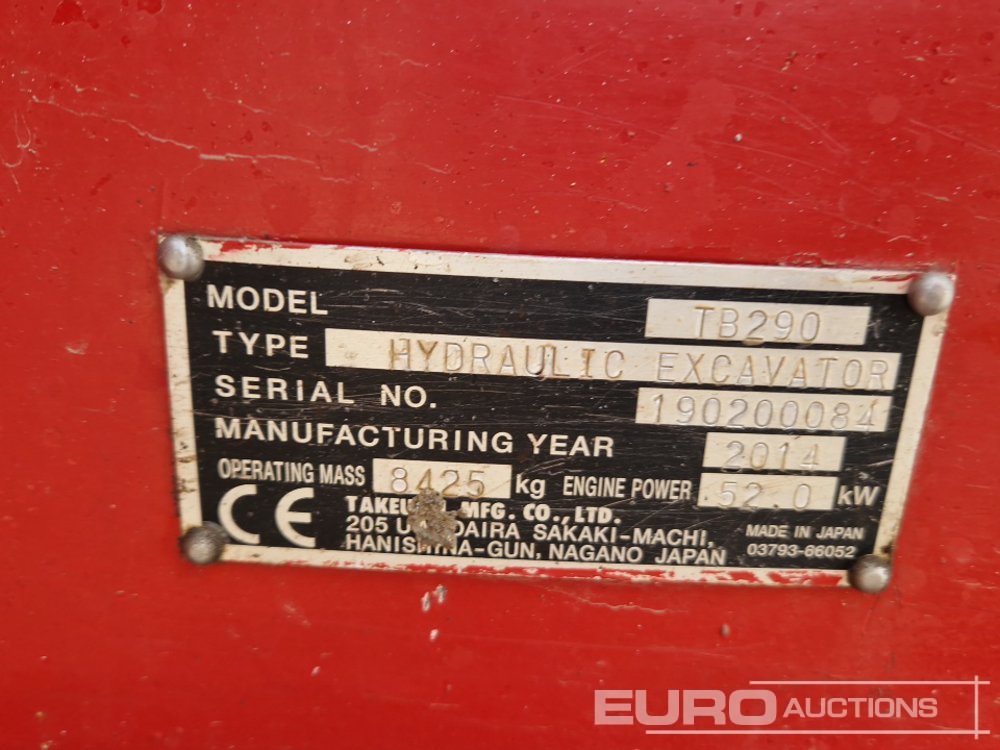 MODEL TB290
TYPE HYDRAULIC EXCAVATOR
SERIAL NO. 190200084
MANUFACTURING YEAR 2014
OPERATING MASS 8425 kg ENGINE POWER 52.0 kW
CE
MFG. CO., LTD.
205 SAKAKI-MACHI,
HANISHINA-GUN, NAGANO JAPAN
MADE IN JAPAN
03793-66052
EURO AUCTIONS